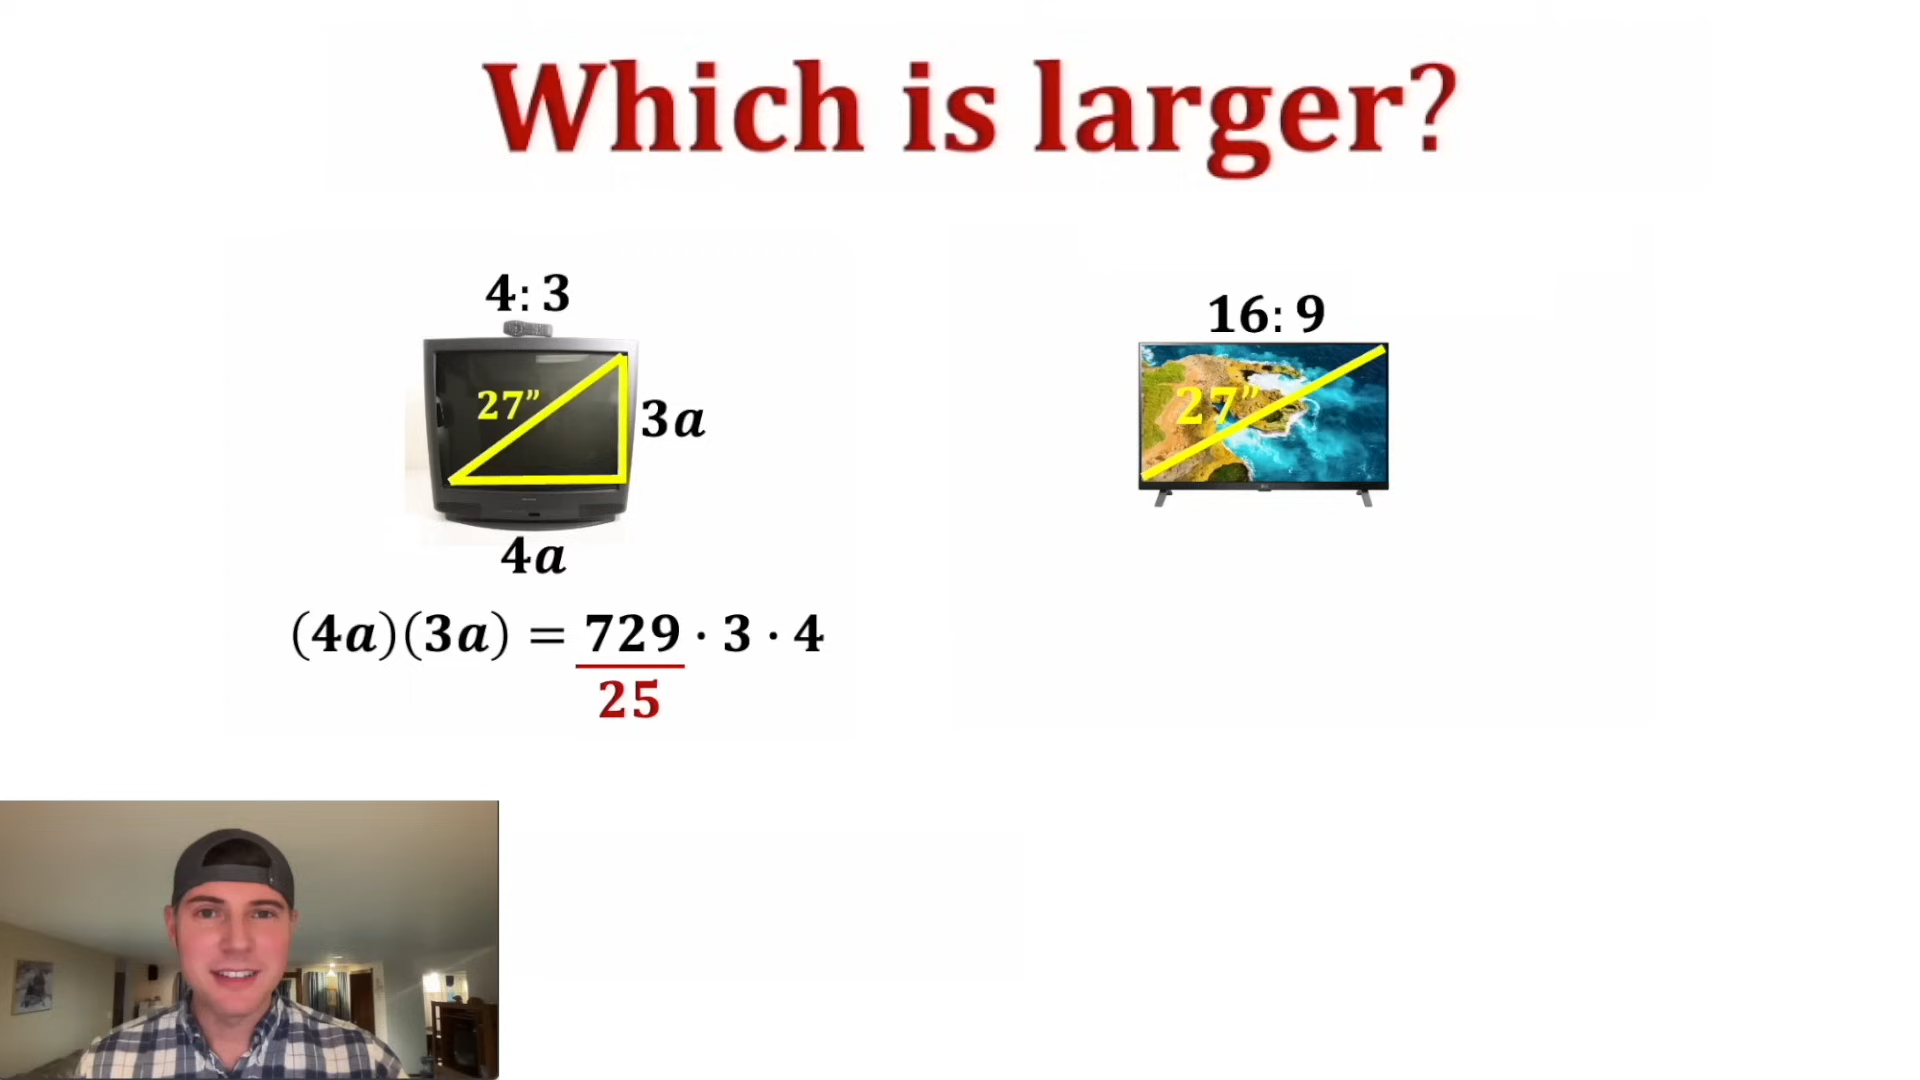 Which is larger?
4:3
27”
3a
4a
(4a)(3a) = 729 · 3 · 4
25
16:9
27”